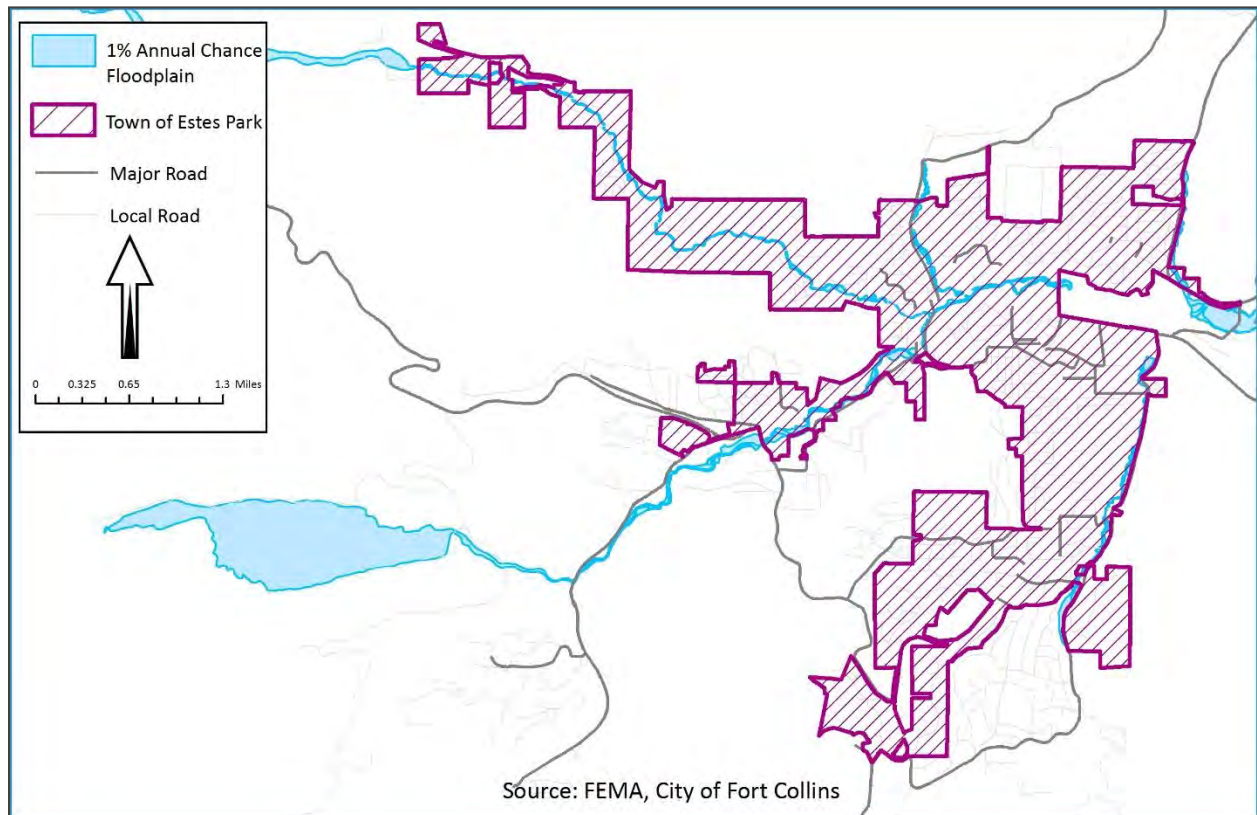 1% Annual Chance
Floodplain
Town of Estes Park
Major Road
Local Road
0 0.325 0.65 1.3 Miles
Source: FEMA, City of Fort Collins